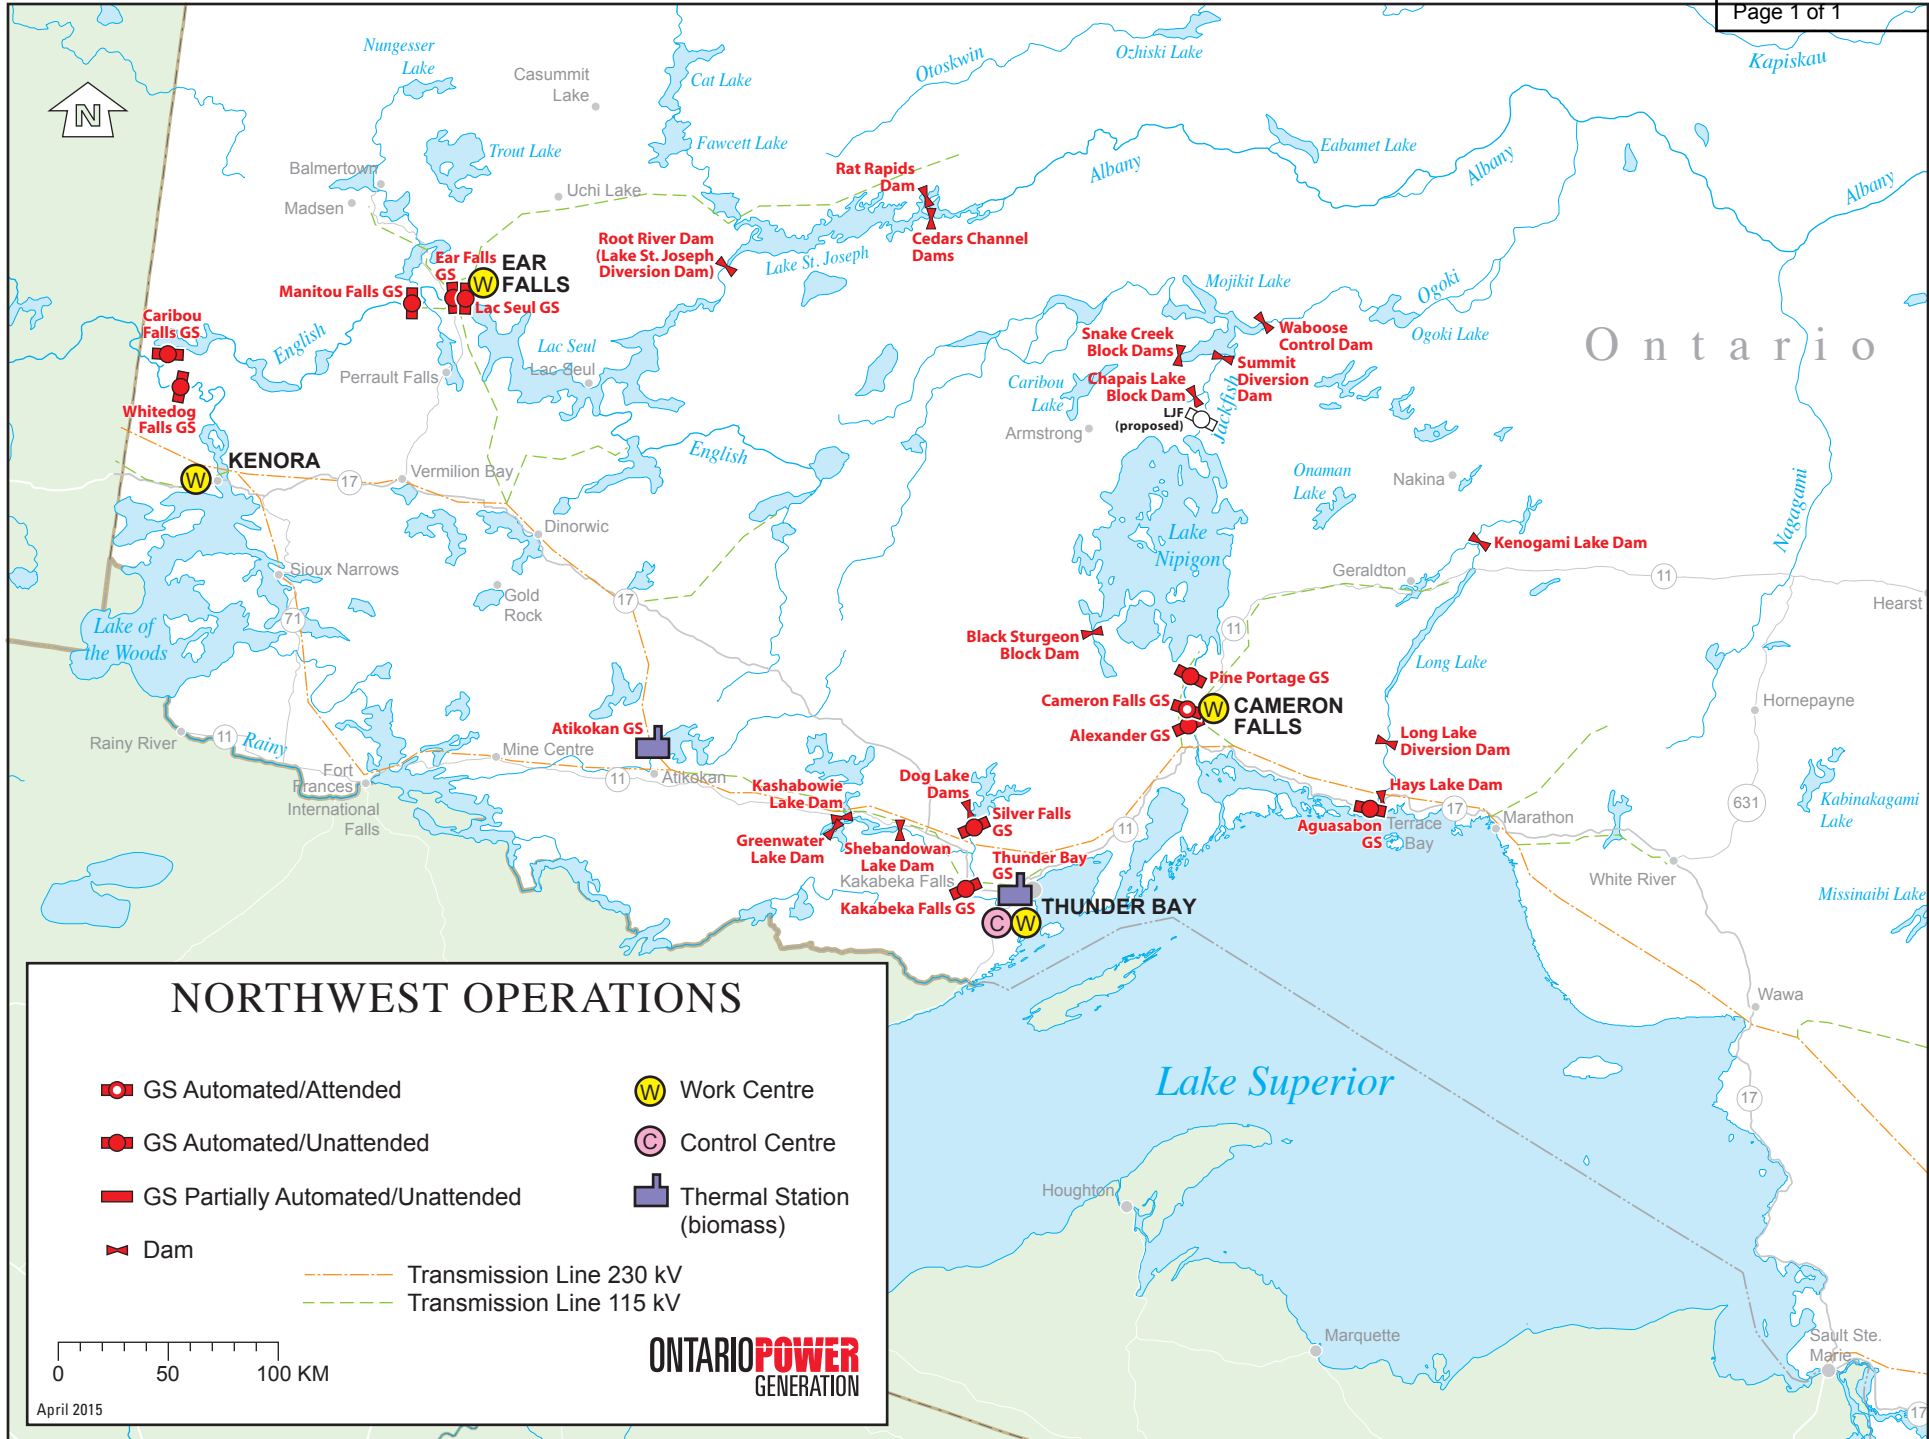 Page 1 of 1
Nungesser
Lake
Casummit
Lake
Cat Lake
Otoskwin
Ozhiski Lake
Kapiskau
N
Trout Lake
Fawcett Lake
Eabamet Lake
Albany
Albany
Albany
Balmertown
Madsen
Uchi Lake
Rat Rapids
Dam
Cedars Channel
Dams
Root River Dam
(Lake St. Joseph
Diversion Dam)
Lake St. Joseph
Ear Falls
GS
W
EAR
FALLS
Manitou Falls GS
Lac Seul GS
Caribou
Falls GS
English
Whitedog
Falls GS
Perrault Falls
Lac Seul
Lac Seul
Mojikit Lake
Ogoki
Ogoki Lake
Waboose
Control Dam
Snake Creek
Block Dams
Summit
Diversion
Dam
Chapais Lake
Block Dam
LJF
(proposed)
Jackfish
Caribou
Lake
Armstrong
Ontario
W
KENORA
17
Vermilion Bay
English
Onaman
Lake
Nakina
Nagagami
Dinorwic
Lake
Nipigon
Kenogami Lake Dam
Sioux Narrows
Gold
Rock
17
Geraldton
11
Hearst
71
Lake of
the Woods
11
Black Sturgeon
Block Dam
Long Lake
Pine Portage GS
Cameron Falls GS
W
CAMERON
FALLS
Alexander GS
Hornepayne
Rainy River
11
Rainy
Atikokan GS
Mine Centre
11
Atikokan
Long Lake
Diversion Dam
Fort
Frances
International
Falls
Kashabowie
Lake Dam
Dog Lake
Dams
Silver Falls
GS
Hays Lake Dam
17
631
Kabinakagami
Lake
Greenwater
Lake Dam
Shebandowan
Lake Dam
11
Aguasabon
GS
Terrace
Bay
Marathon
Thunder Bay
GS
Kakabeka Falls
Kakabeka Falls GS
C
W
THUNDER BAY
White River
Missinaibi Lake
Wawa
Lake Superior
17
Houghton
Marquette
Sault Ste.
Marie
17
NORTHWEST OPERATIONS
GS Automated/Attended
GS Automated/Unattended
GS Partially Automated/Unattended
Dam
W
Work Centre
C
Control Centre
Thermal Station
(biomass)
Transmission Line 230 kV
Transmission Line 115 kV
0
50
100 KM
ONTARIOPOWER
GENERATION
April 2015